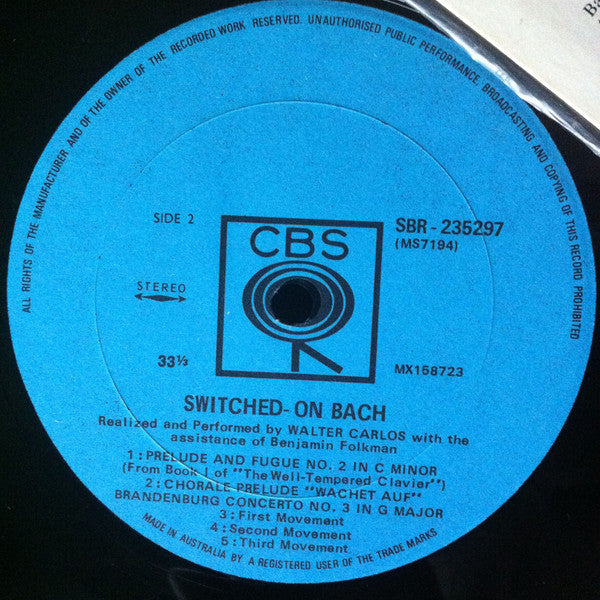 ALL RIGHTS OF THE MANUFACTURER AND OF THE OWNER OF THE RECORDED WORK RESERVED. UNAUTHORISED PUBLIC PERFORMANCE, BROADCASTING AND COPYING OF THIS RECORD PROHIBITED
SIDE 2
CBS
SBR - 235297
(MS7194)
STEREO
33⅓
MX158723
SWITCHED-ON BACH
Realized and Performed by WALTER CARLOS with the
assistance of Benjamin Folkman
1 : PRELUDE AND FUGUE NO. 2 IN C MINOR
(From Book I of "The Well-Tempered Clavier")
2 : CHORALE PRELUDE "WACHET AUF"
BRANDENBURG CONCERTO NO. 3 IN G MAJOR
3 : First Movement
4 : Second Movement
5 : Third Movement
MADE IN AUSTRALIA BY A REGISTERED USER OF THE TRADE MARKS